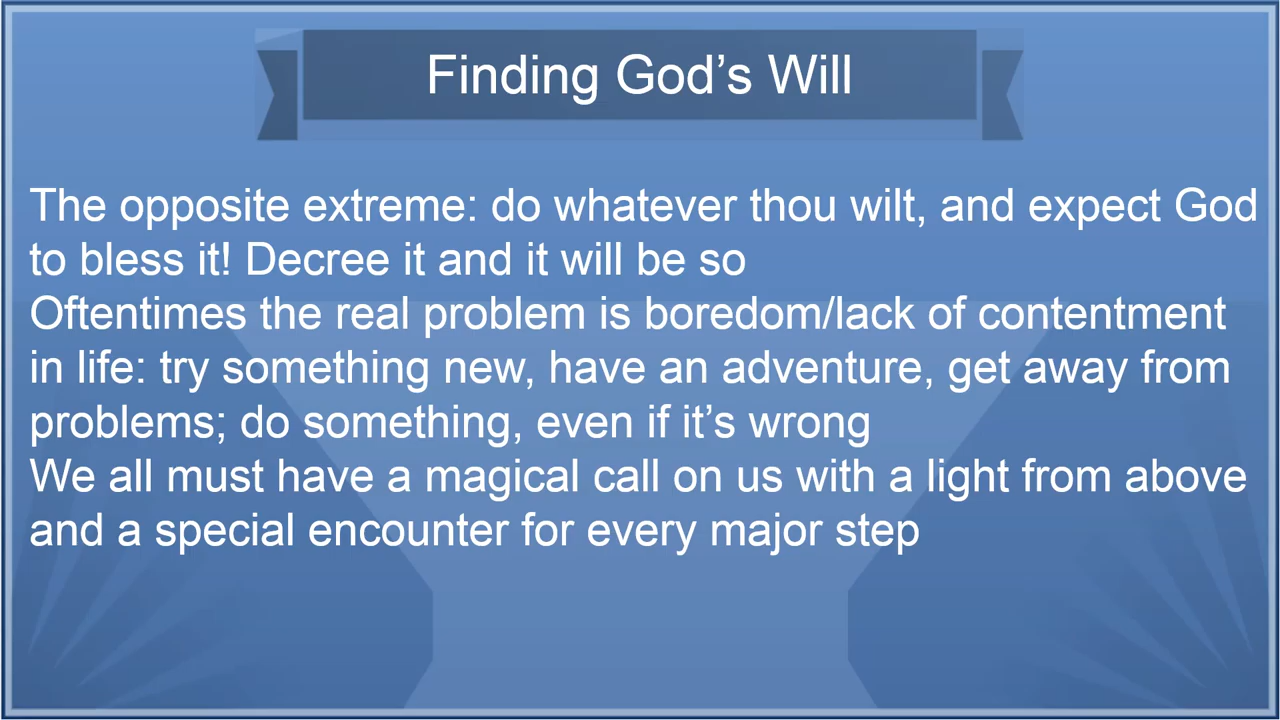 Finding God’s Will
The opposite extreme: do whatever thou wilt, and expect God
to bless it! Decree it and it will be so
Oftentimes the real problem is boredom/lack of contentment
in life: try something new, have an adventure, get away from
problems; do something, even if it’s wrong
We all must have a magical call on us with a light from above
and a special encounter for every major step